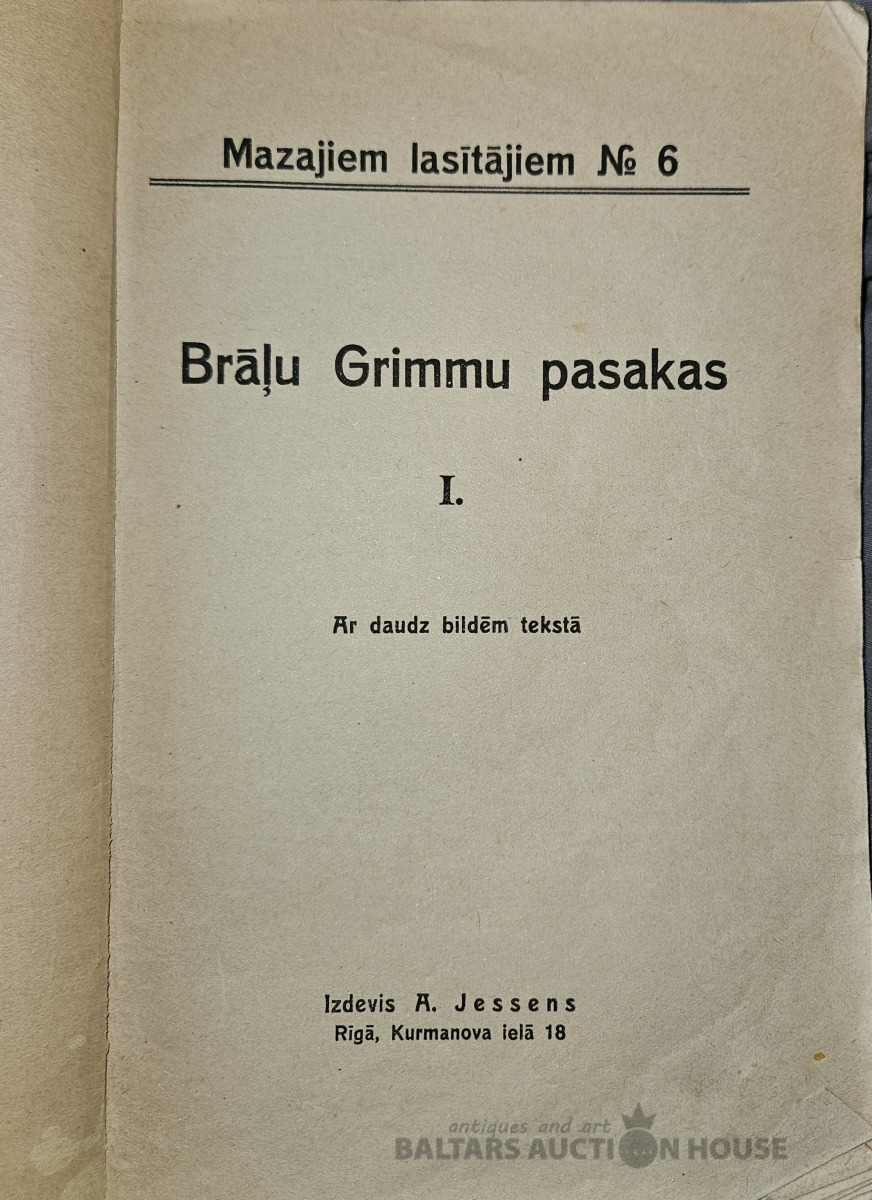 Mazajiem lasītājiem № 6
Brāļu Grimmu pasakas
I.
Ar daudz bildēm tekstā
Izdevis A. Jessens
Rīgā, Kurmanova ielā 18
antiques and art
BALTARS AUCTION HOUSE